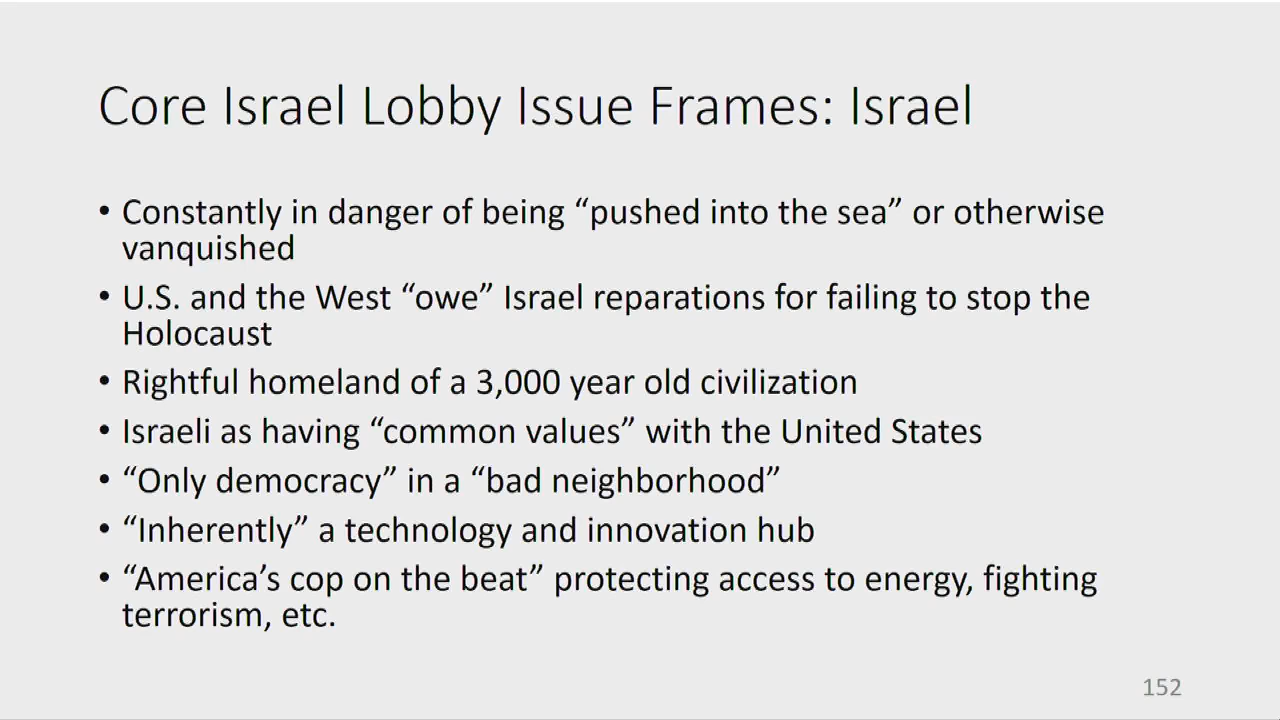 Core Israel Lobby Issue Frames: Israel
• Constantly in danger of being “pushed into the sea” or otherwise
vanquished
• U.S. and the West “owe” Israel reparations for failing to stop the
Holocaust
• Rightful homeland of a 3,000 year old civilization
• Israeli as having “common values” with the United States
• “Only democracy” in a “bad neighborhood”
• “Inherently” a technology and innovation hub
• “America’s cop on the beat” protecting access to energy, fighting
terrorism, etc.
152